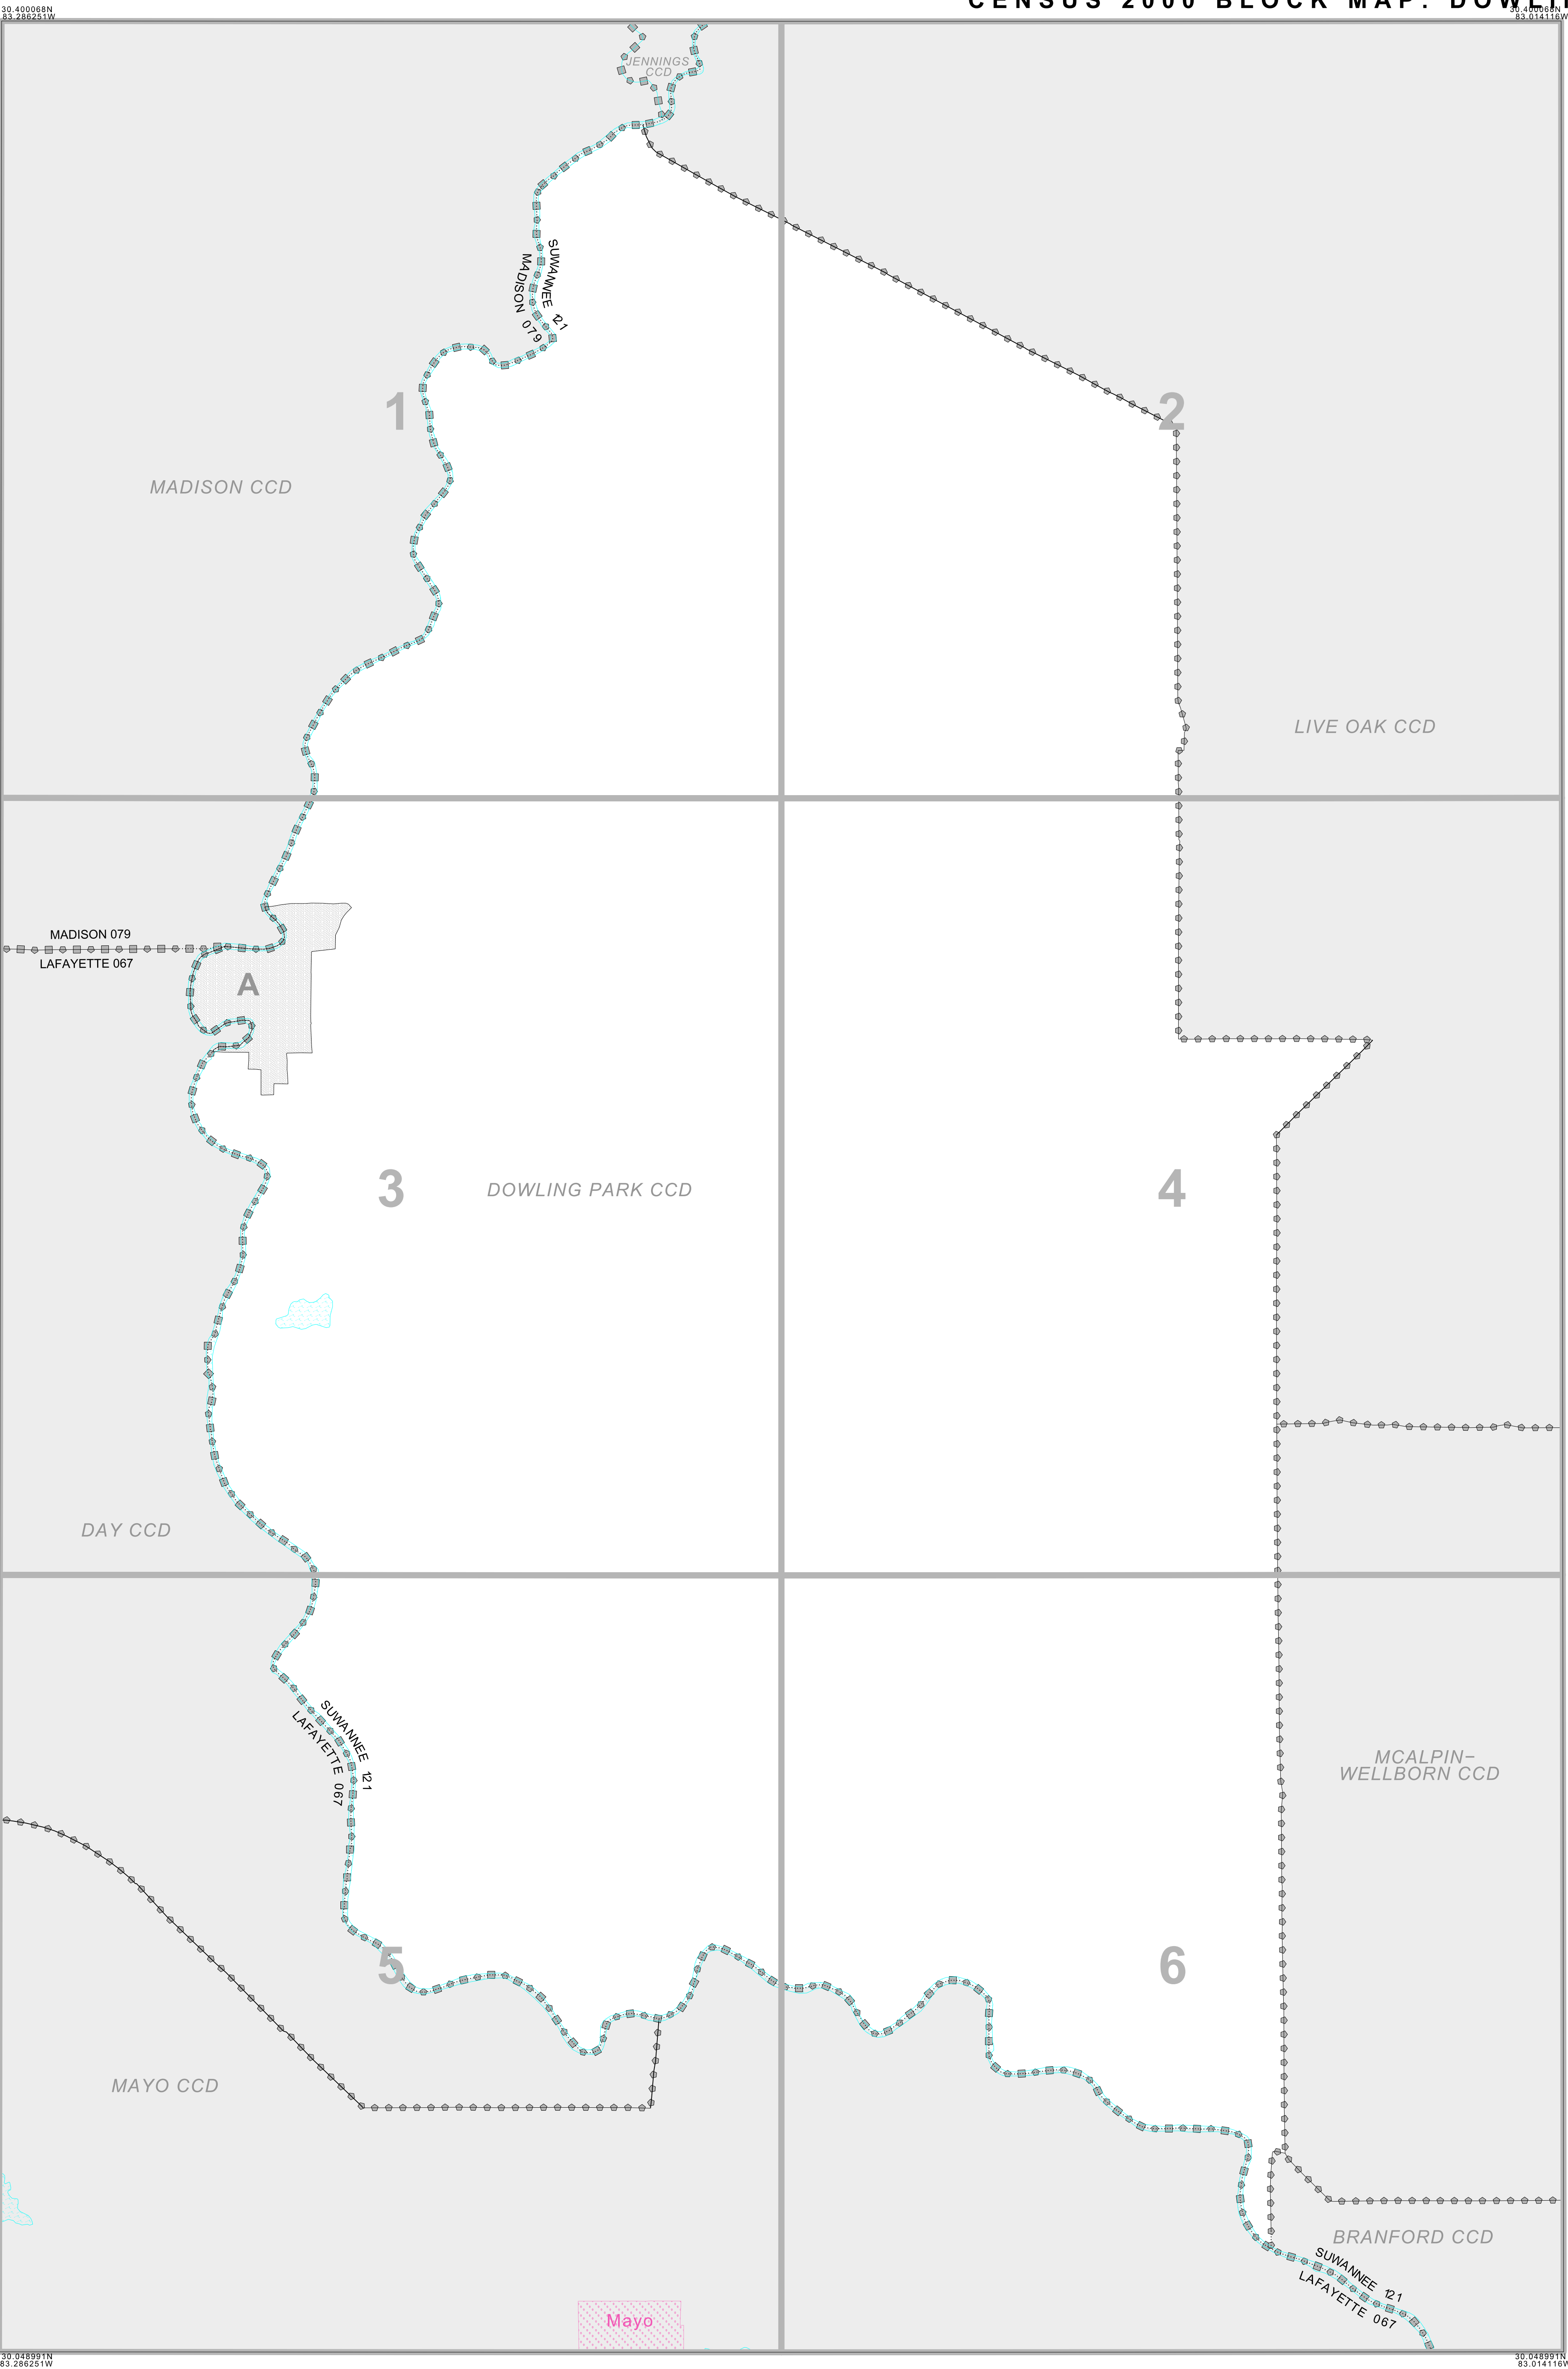 CENSUS 2000 BLOCK MAP:
30.400068N
83.286251W
30.400068N
83.014116W
JENNINGS
CCD
SUWANNEE 121
MADISON 079
1
2
MADISON CCD
LIVE OAK CCD
MADISON 079
LAFAYETTE 067
A
3
DOWLING PARK CCD
4
DAY CCD
SUWANNEE 121
LAFAYETTE 067
MCALPIN-
WELLBORN CCD
5
6
MAYO CCD
BRANFORD CCD
SUWANNEE 121
LAFAYETTE 067
Mayo
30.048991N
83.286251W
30.048991N
83.014116W